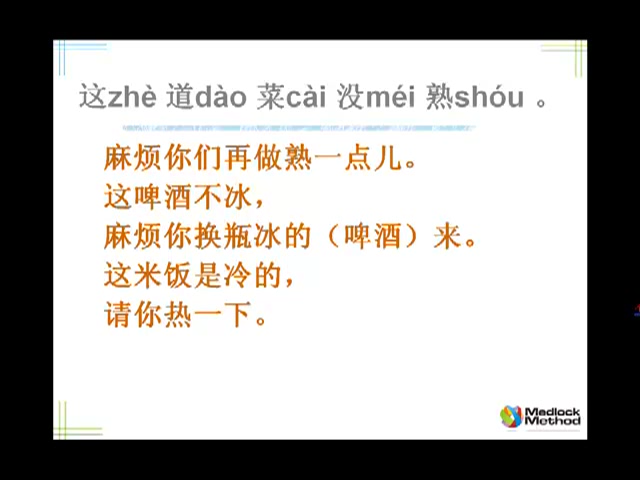 这zhè 道dào 菜cài 没méi 熟shóu 。
麻烦你们再做熟一点儿。
这啤酒不冰，
麻烦你换瓶冰的（啤酒）来。
这米饭是冷的，
请你热一下。
Medlock
Method